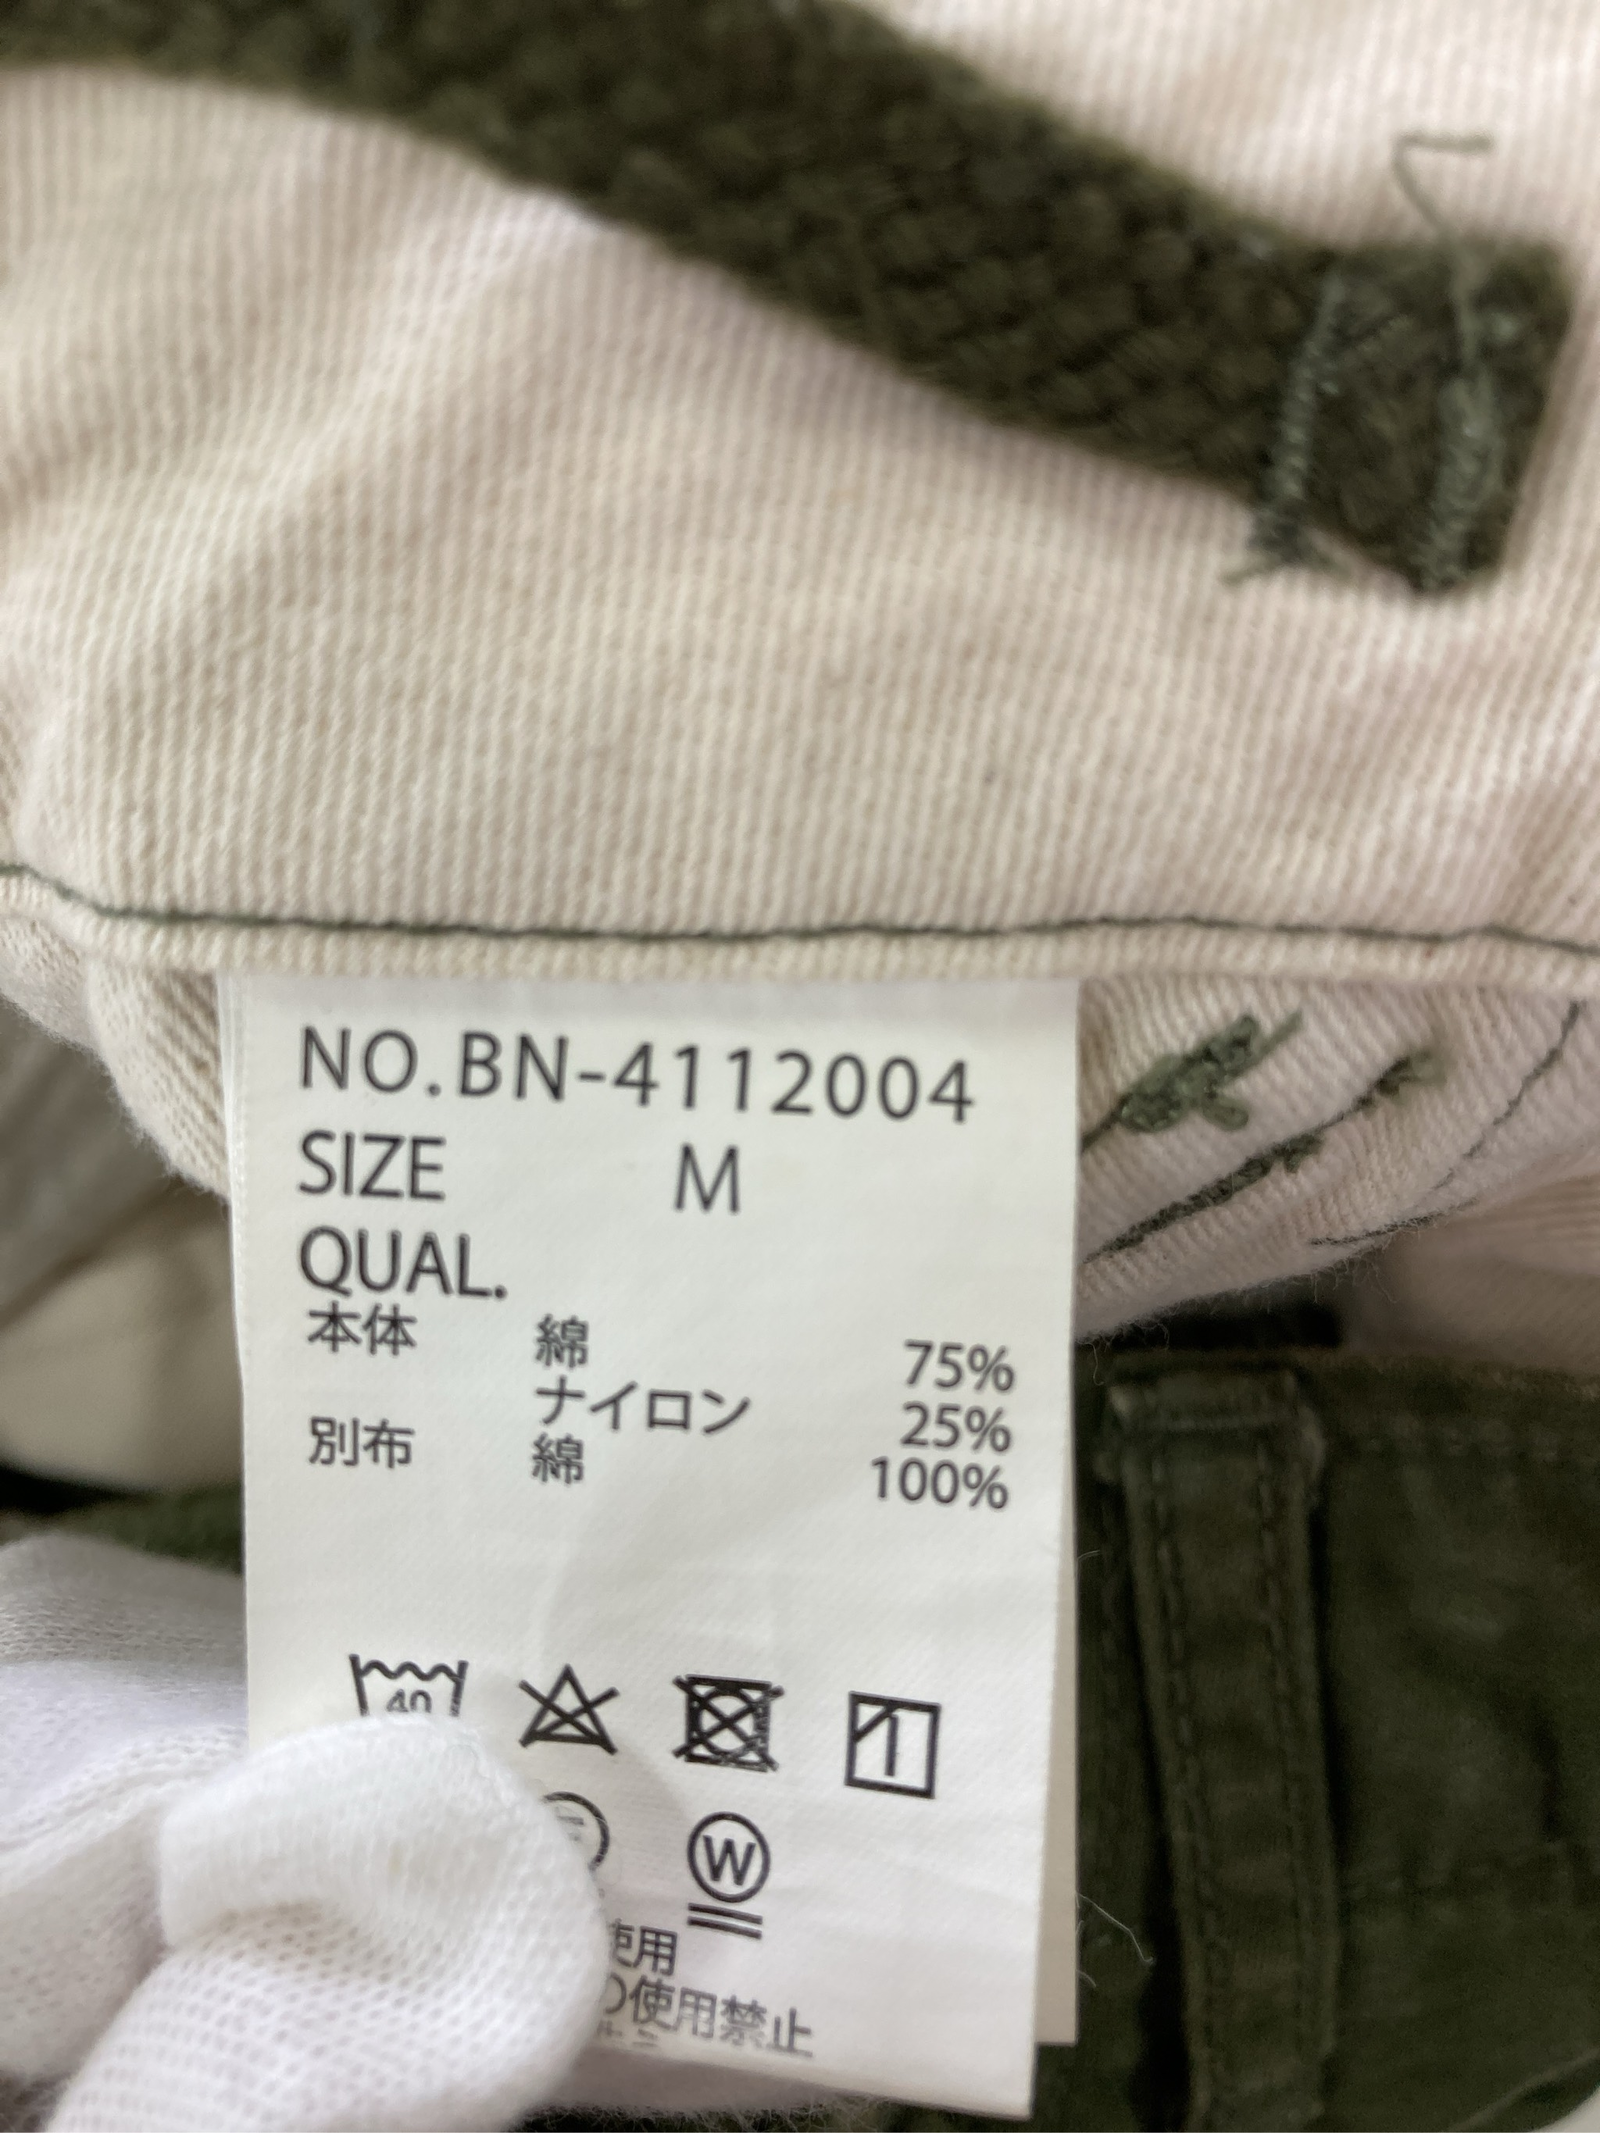 NO.BN-4112004
SIZE M
QUAL.
本体 綿 75%
ナイロン 25%
別布 綿 100%
40
W
使用
の使用禁止